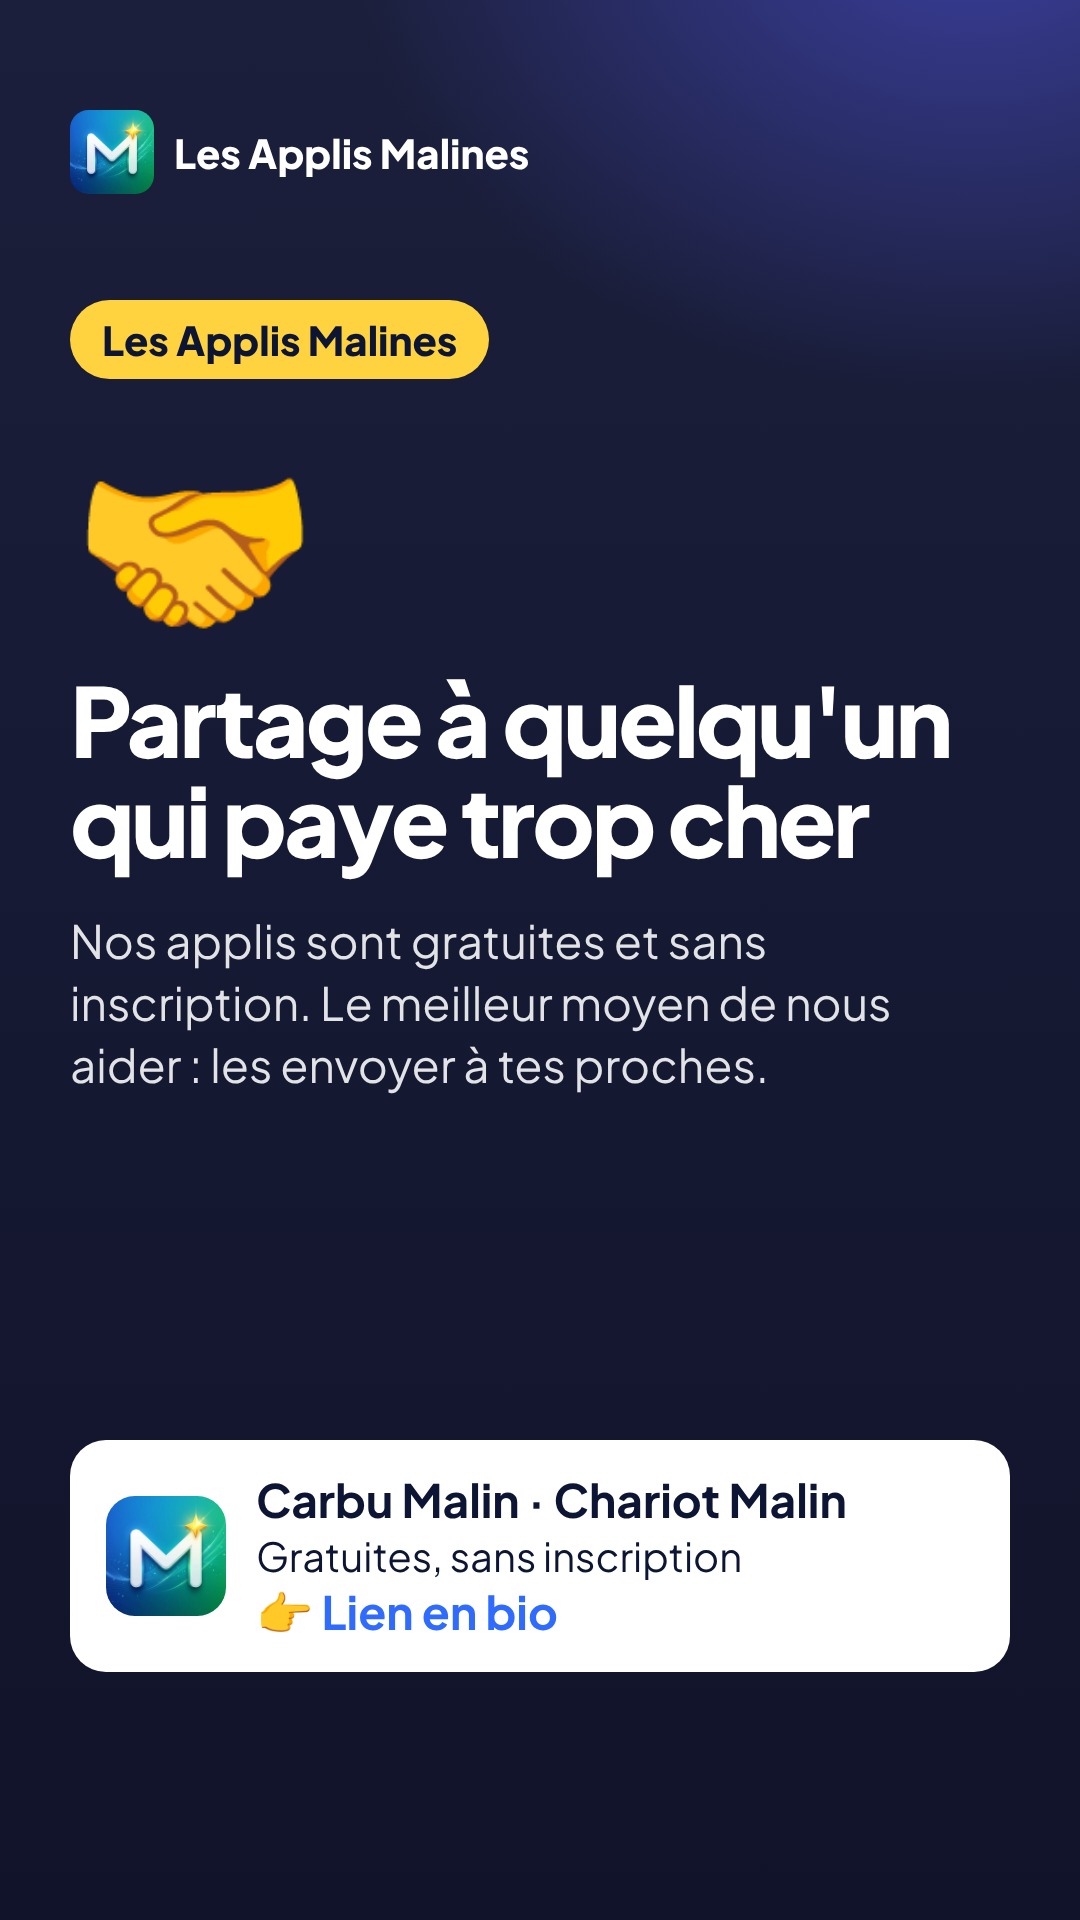 M
Les Applis Malines
Les Applis Malines
Partage à quelqu'un
qui paye trop cher
Nos applis sont gratuites et sans
inscription. Le meilleur moyen de nous
aider : les envoyer à tes proches.
M
Carbu Malin · Chariot Malin
Gratuites, sans inscription
👉 Lien en bio